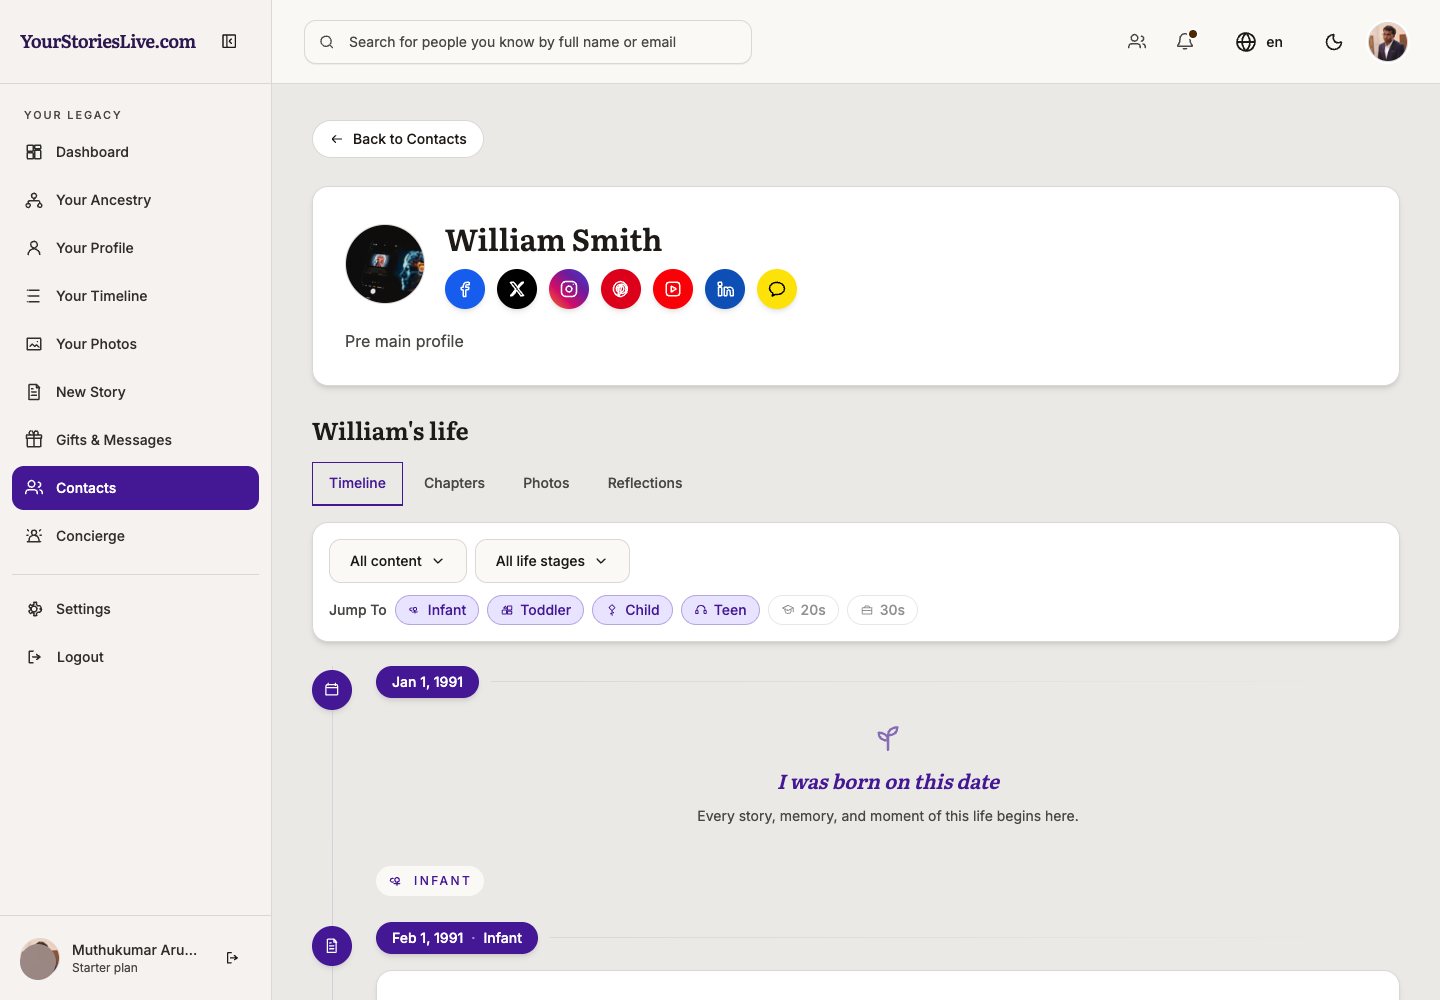 YourStoriesLive.com
Search for people you know by full name or email
en
YOUR LEGACY
Dashboard
Your Ancestry
Your Profile
Your Timeline
Your Photos
New Story
Gifts & Messages
Contacts
Concierge
Settings
Logout
Muthukumar Aru...
Starter plan
Back to Contacts
William Smith
Pre main profile
William's life
Timeline Chapters Photos Reflections
All content All life stages
Jump To Infant Toddler Child Teen 20s 30s
Jan 1, 1991
I was born on this date
Every story, memory, and moment of this life begins here.
INFANT
Feb 1, 1991 · Infant